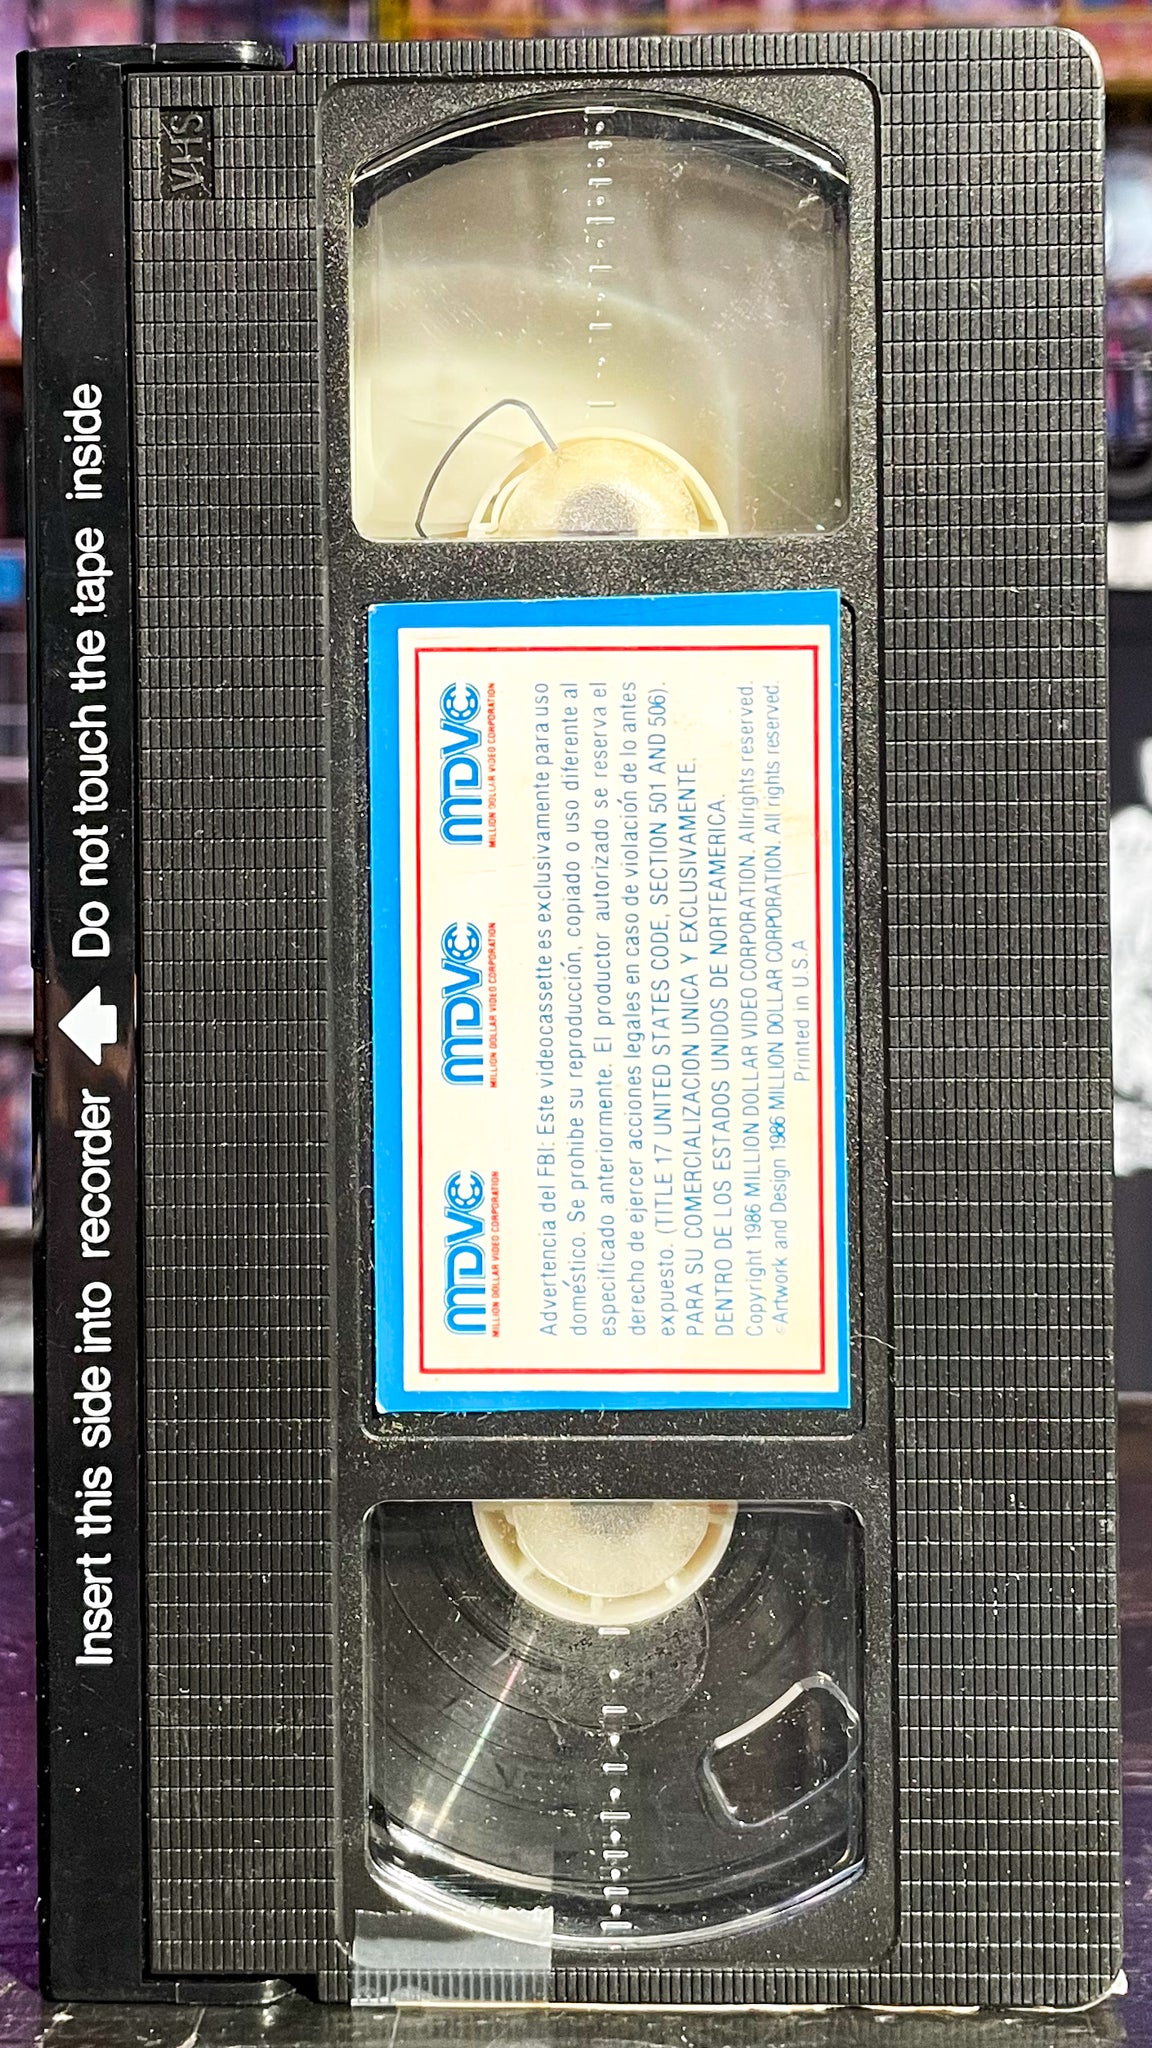 Insert this side into recorder Do not touch the tape inside
VHS
MDVC MDVC MDVC
MILLION DOLLAR VIDEO CORPORATION MILLION DOLLAR VIDEO CORPORATION MILLION DOLLAR VIDEO CORPORATION
Advertencia del FBI: Este videocassette es exclusivamente para uso
doméstico. Se prohibe su reproducción, copiado o uso diferente al
especificado anteriormente. El productor autorizado se reserva el
derecho de ejercer acciones legales en caso de violación de lo antes
expuesto. (TITLE 17 UNITED STATES CODE, SECTION 501 AND 506).
PARA SU COMERCIALIZACION UNICA Y EXCLUSIVAMENTE,
DENTRO DE LOS ESTADOS UNIDOS DE NORTEAMERICA.
Copyright 1986 MILLION DOLLAR VIDEO CORPORATION. All rights reserved.
©Artwork and Design 1986 MILLION DOLLAR CORPORATION. All rights reserved.
Printed in U.S.A